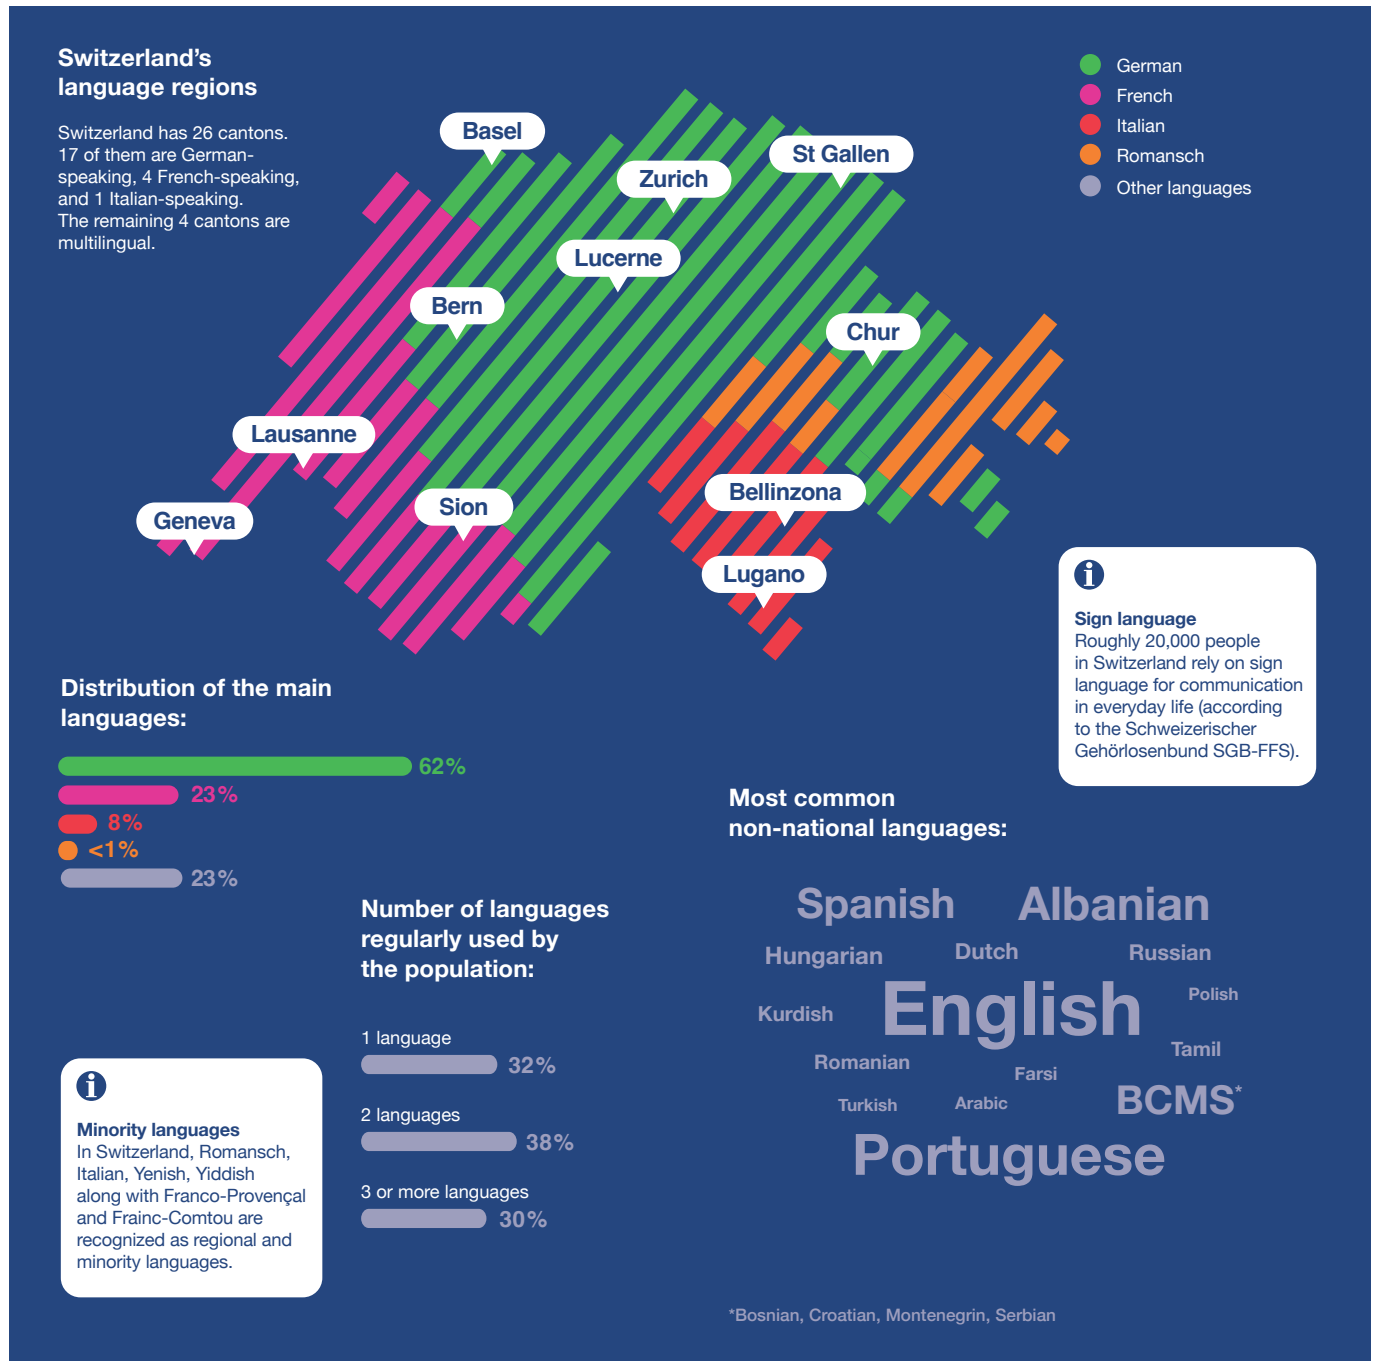 Switzerland’s
language regions
Switzerland has 26 cantons.
17 of them are German-
speaking, 4 French-speaking,
and 1 Italian-speaking.
The remaining 4 cantons are
multilingual.
German
French
Italian
Romansch
Other languages
Basel
St Gallen
Zurich
Lucerne
Bern
Chur
Lausanne
Bellinzona
Sion
Geneva
Lugano
Sign language
Roughly 20,000 people
in Switzerland rely on sign
language for communication
in everyday life (according
to the Schweizerischer
Gehörlosenbund SGB-FFS).
Distribution of the main
languages:
62%
23%
8%
<1%
23%
Number of languages
regularly used by
the population:
1 language
32%
2 languages
38%
3 or more languages
30%
Minority languages
In Switzerland, Romansch,
Italian, Yenish, Yiddish
along with Franco-Provençal
and Frainc-Comtou are
recognized as regional and
minority languages.
Most common
non-national languages:
Spanish Albanian
Hungarian Dutch Russian
Kurdish English Polish
Romanian Farsi Tamil
Turkish Arabic BCMS*
Portuguese
*Bosnian, Croatian, Montenegrin, Serbian